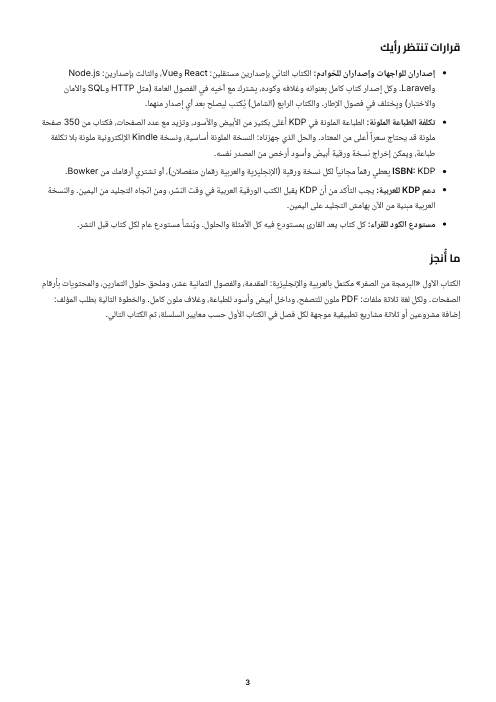 قرارات تنتظر رأيك
• إصداران للواجهات وإصداران للخوادم: الكتاب الثاني بإصدارين مستقلين: React وVue، والثالث بإصدارين: Node.js
وLaravel. وكل إصدار كتاب كامل بعنوانه وغلافه وكوده، يشترك مع أخيه في الفصول العامة (مثل HTTP وSQL والأمان
والاختبار) ويختلف في فصول الإطار. والكتاب الرابع (الشامل) يُكتب ليصلح بعد أي إصدار منهما.
• تكلفة الطباعة الملونة: الطباعة الملونة في KDP أغلى بكثير من الأبيض والأسود، وتزيد مع عدد الصفحات، فكتاب من 350 صفحة
ملونة قد يحتاج سعراً أعلى من المعتاد. والحل الذي جهزناه: النسخة الملونة أساسية، ونسخة Kindle الإلكترونية ملونة بلا تكلفة
طباعة، ويمكن إخراج نسخة ورقية أبيض وأسود أرخص من المصدر نفسه.
• ISBN: KDP يعطي رقماً مجانياً لكل نسخة ورقية (الإنجليزية والعربية رقمان منفصلان)، أو تشتري أرقامك من Bowker.
• دعم KDP للعربية: يجب التأكد من أن KDP يقبل الكتب الورقية العربية في وقت النشر، ومن اتجاه التجليد من اليمين. والنسخة
العربية مبنية من الآن بهامش التجليد على اليمين.
• مستودع الكود للقراء: كل كتاب يعد القارئ بمستودع فيه كل الأمثلة والحلول. ويُنشأ مستودع عام لكل كتاب قبل النشر.
ما أُنجز
الكتاب الأول «البرمجة من الصفر» مكتمل بالعربية والإنجليزية: المقدمة، والفصول الثمانية عشر، وملحق حلول التمارين، والمحتويات بأرقام
الصفحات. ولكل لغة ثلاثة ملفات: PDF ملون للتصفح، وداخل أبيض وأسود للطباعة، وغلاف ملون كامل. والخطوة التالية بطلب المؤلف:
إضافة مشروعين أو ثلاثة مشاريع تطبيقية موجهة لكل فصل في الكتاب الأول حسب معايير السلسلة، ثم الكتاب التالي.
3